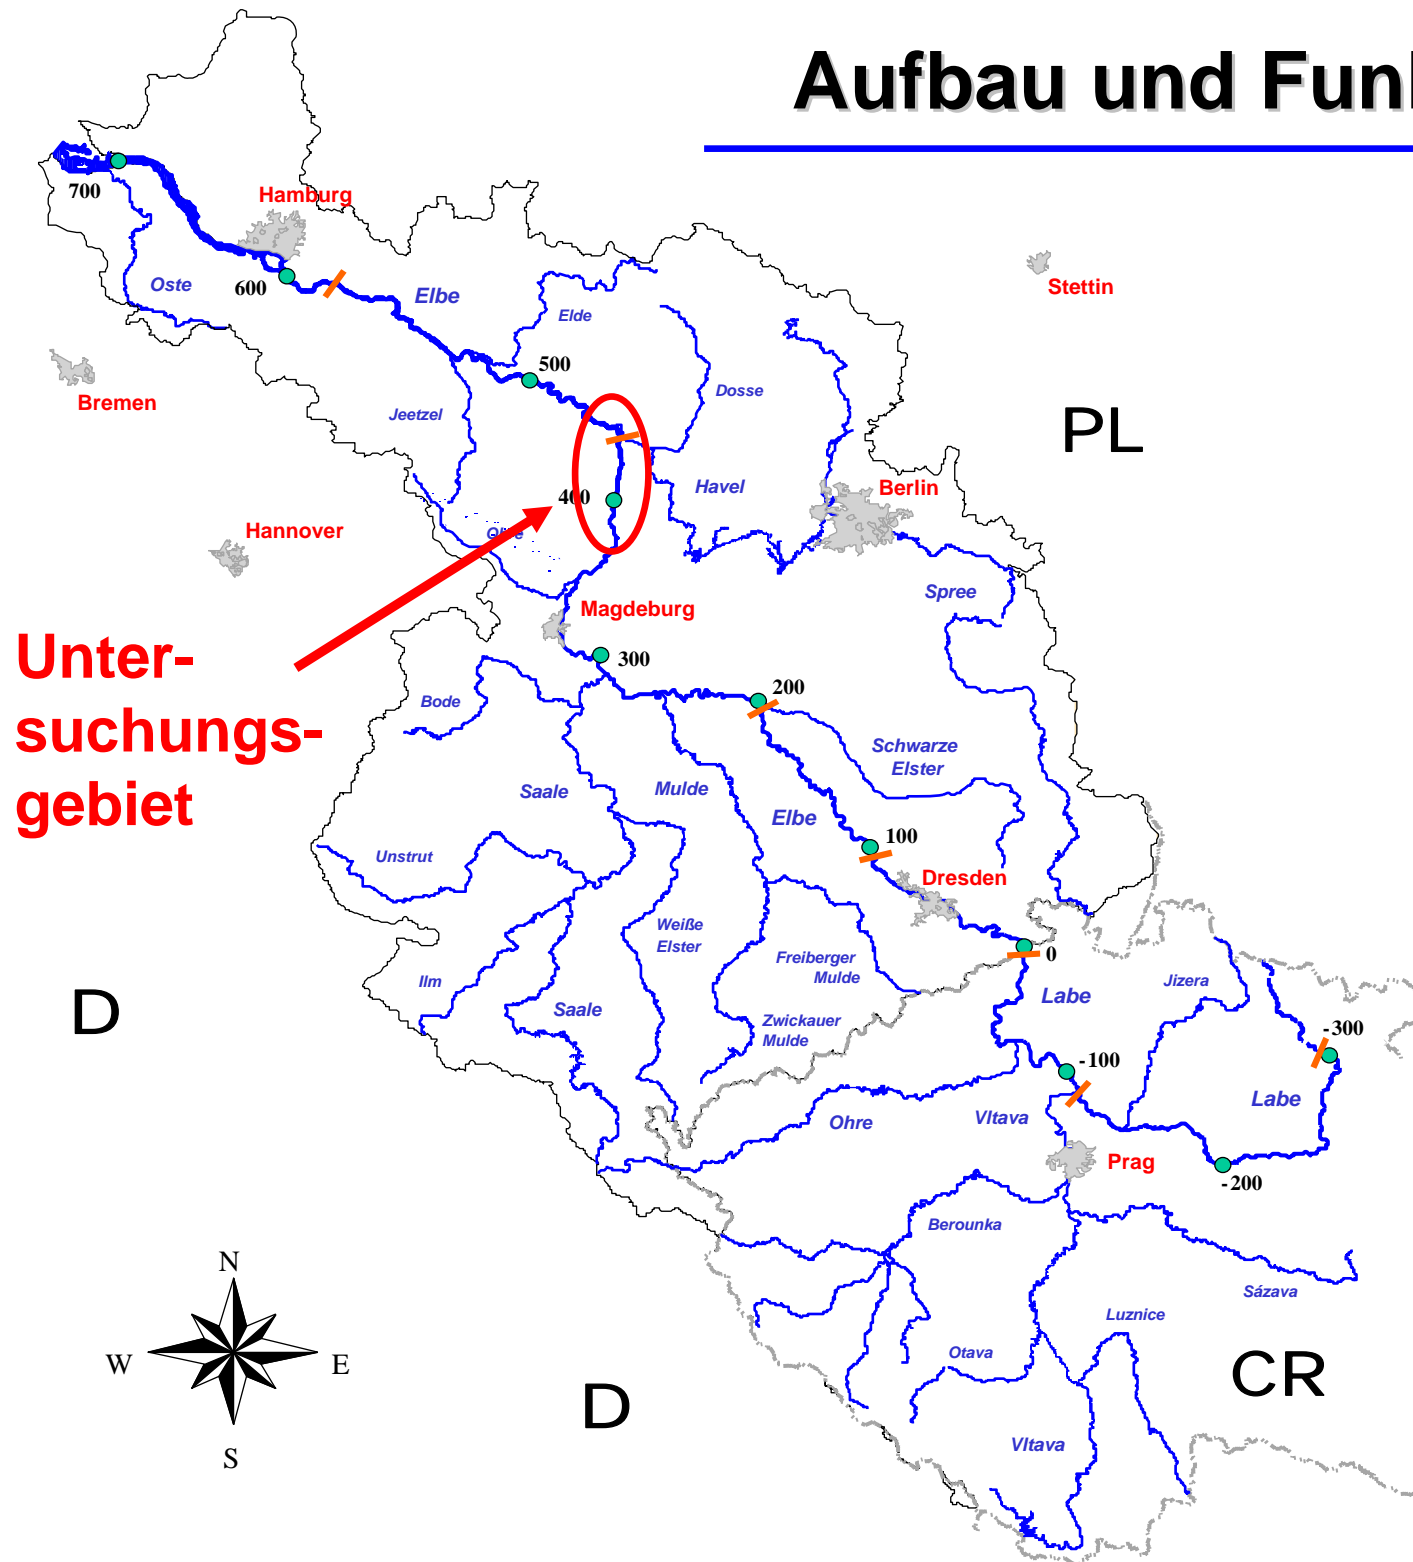 Aufbau und Fun
700
Hamburg
Oste
600
Elbe
Stettin
Elde
500
Bremen
Jeetzel
Dosse
PL
Havel
Berlin
400
Hannover
Spree
Magdeburg
Unter-
suchungs-
gebiet
300
200
Bode
Schwarze
Elster
Saale
Mulde
Elbe
100
Unstrut
Dresden
Weiße
Elster
Freiberger
Mulde
0
Ilm
Jizera
D
Saale
Labe
Zwickauer
Mulde
-300
-100
Labe
Ohre
Vltava
Prag
-200
Berounka
N
Sázava
Luznice
W
E
Otava
CR
D
S
Vltava